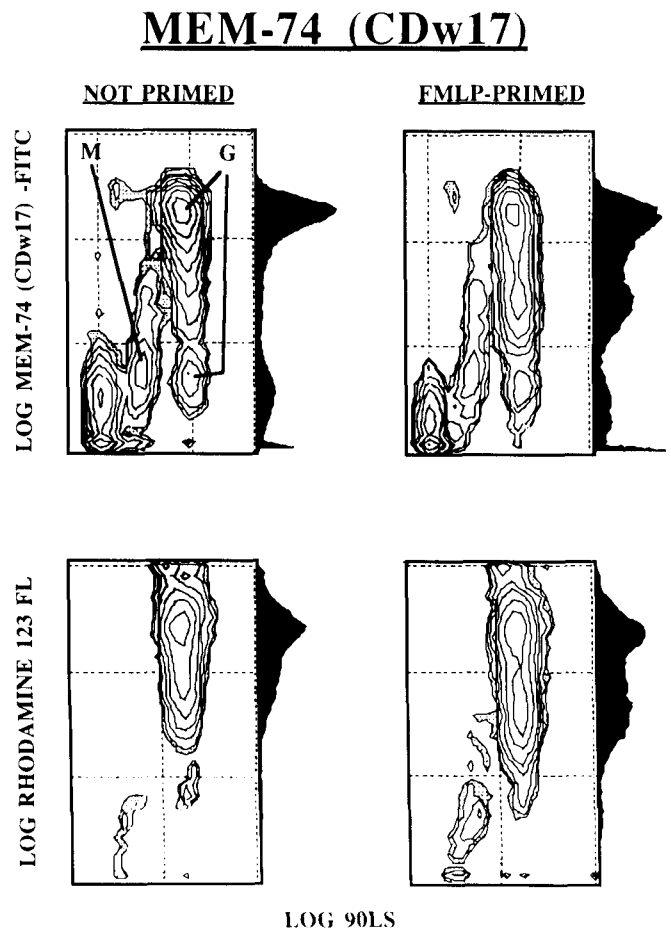 MEM-74 (CDw17)
NOT PRIMED
FMLP-PRIMED
LOG MEM-74 (CDw17) -FITC
M
G
LOG RHODAMINE 123 FL
LOG 90LS